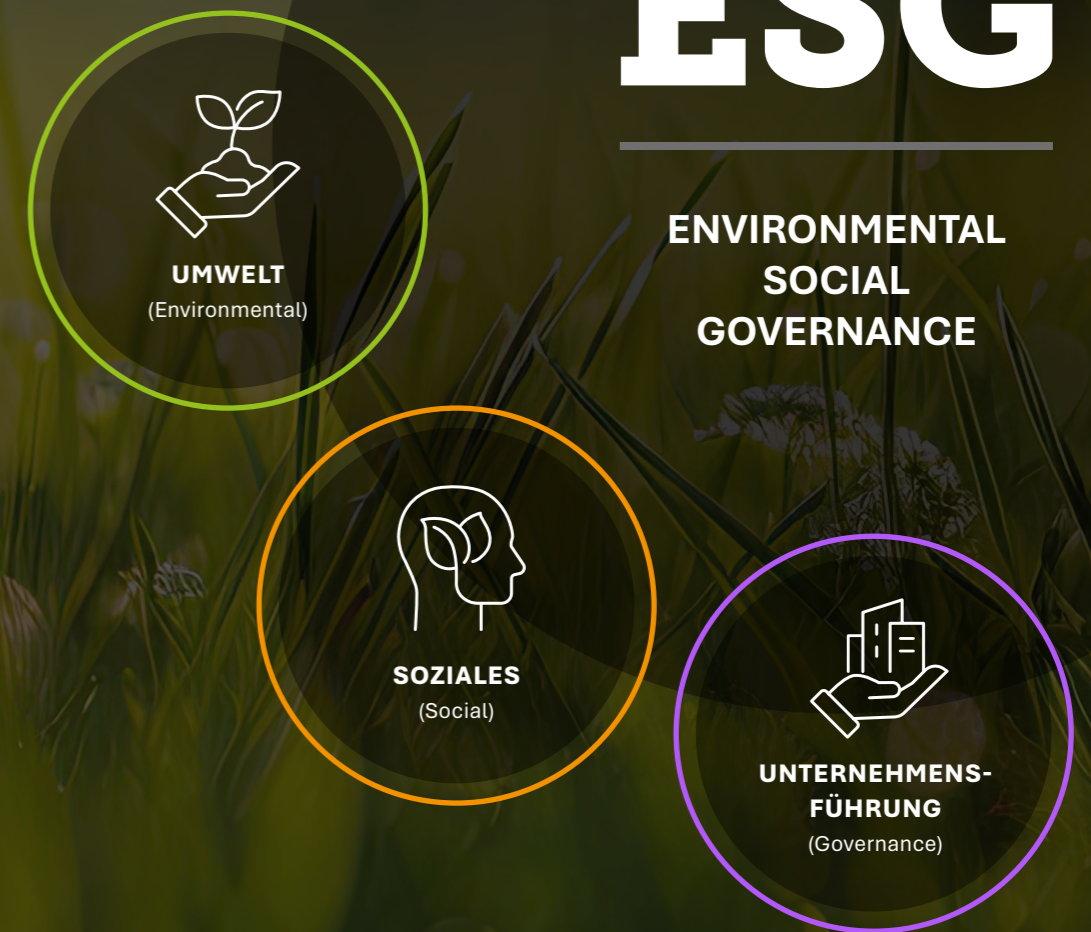 ESG
ENVIRONMENTAL
SOCIAL
GOVERNANCE
UMWELT
(Environmental)
SOZIALES
(Social)
UNTERNEHMENS-
FÜHRUNG
(Governance)